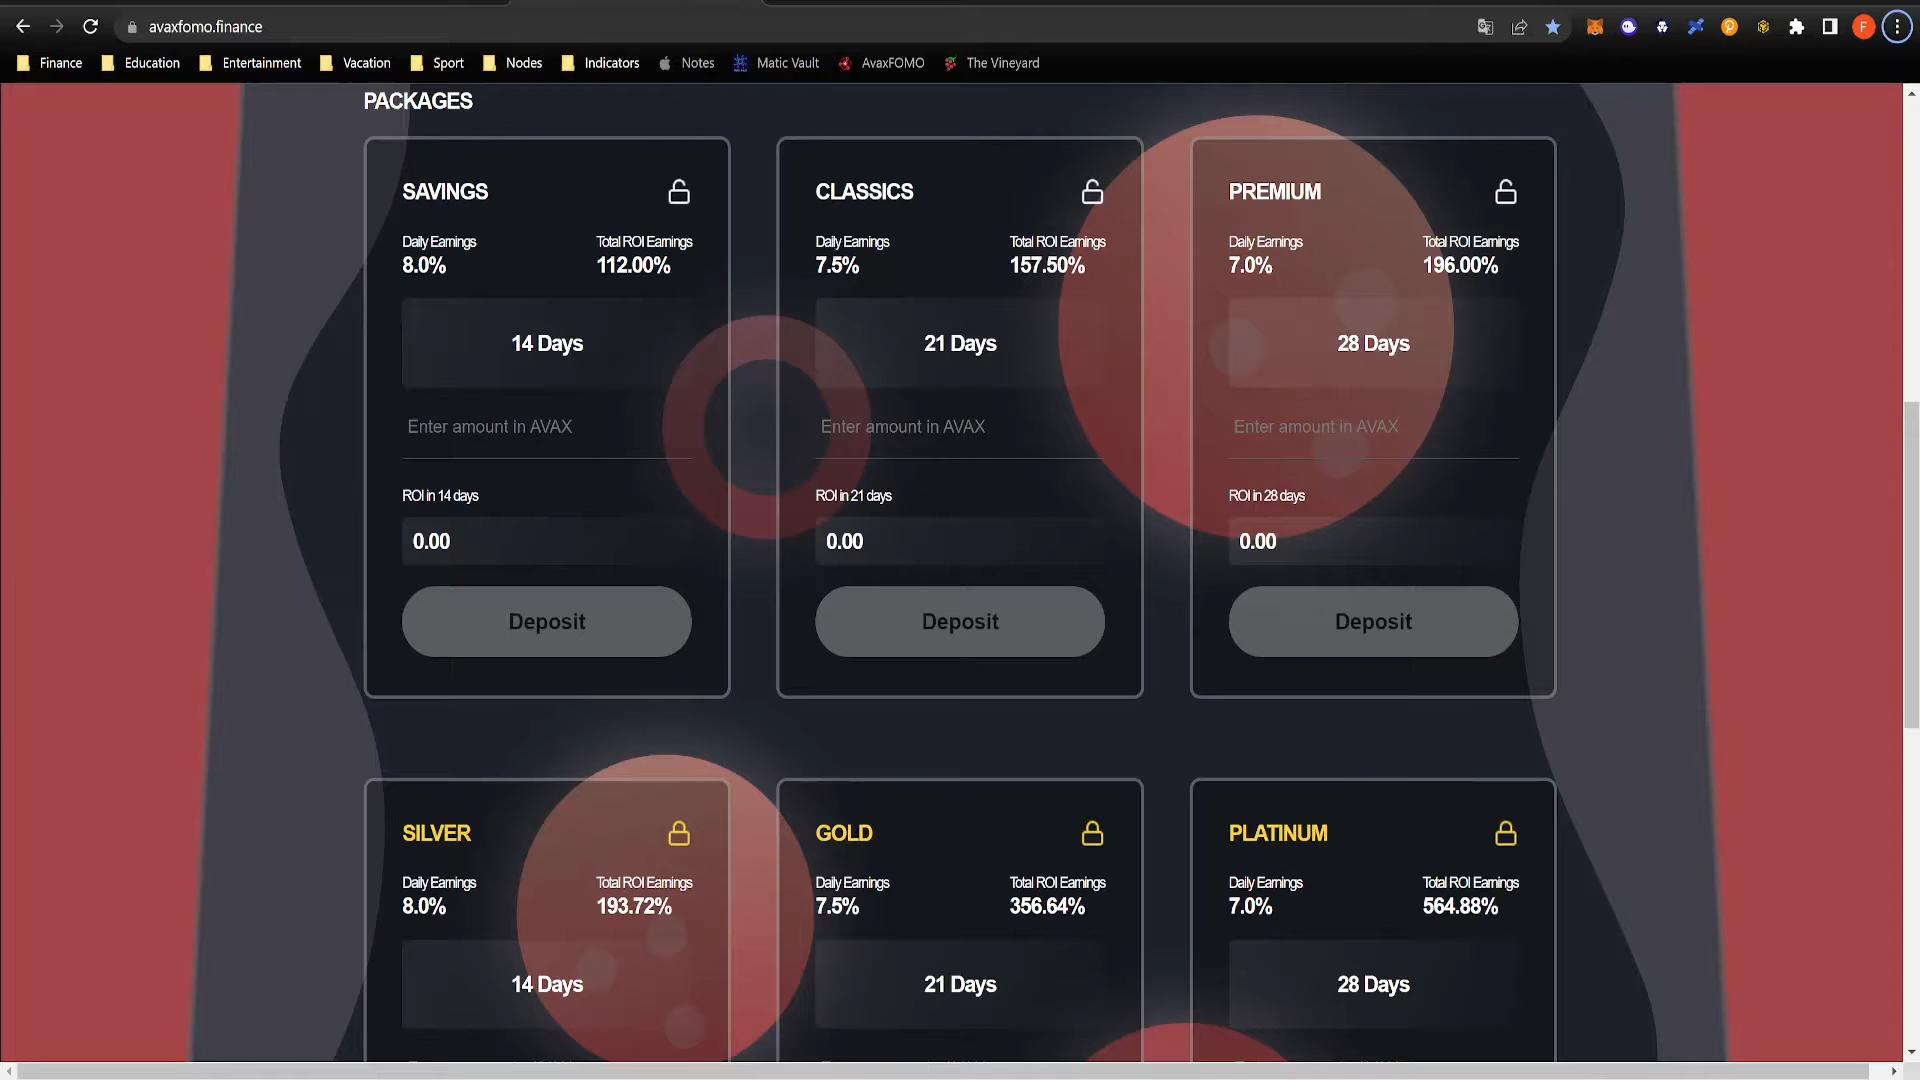 avaxfomo.finance
F
Finance Education Entertainment Vacation Sport Nodes Indicators Notes Matic Vault AvaxFOMO The Vineyard
PACKAGES
SAVINGS
Daily Earnings Total ROI Earnings
8.0% 112.00%
14 Days
Enter amount in AVAX
ROI in 14 days
0.00
Deposit
CLASSICS
Daily Earnings Total ROI Earnings
7.5% 157.50%
21 Days
Enter amount in AVAX
ROI in 21 days
0.00
Deposit
PREMIUM
Daily Earnings Total ROI Earnings
7.0% 196.00%
28 Days
Enter amount in AVAX
ROI in 28 days
0.00
Deposit
SILVER
Daily Earnings Total ROI Earnings
8.0% 193.72%
14 Days
GOLD
Daily Earnings Total ROI Earnings
7.5% 356.64%
21 Days
PLATINUM
Daily Earnings Total ROI Earnings
7.0% 564.88%
28 Days